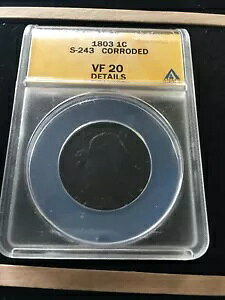 1803 1C
S-243 CORRODED
VF 20
DETAILS